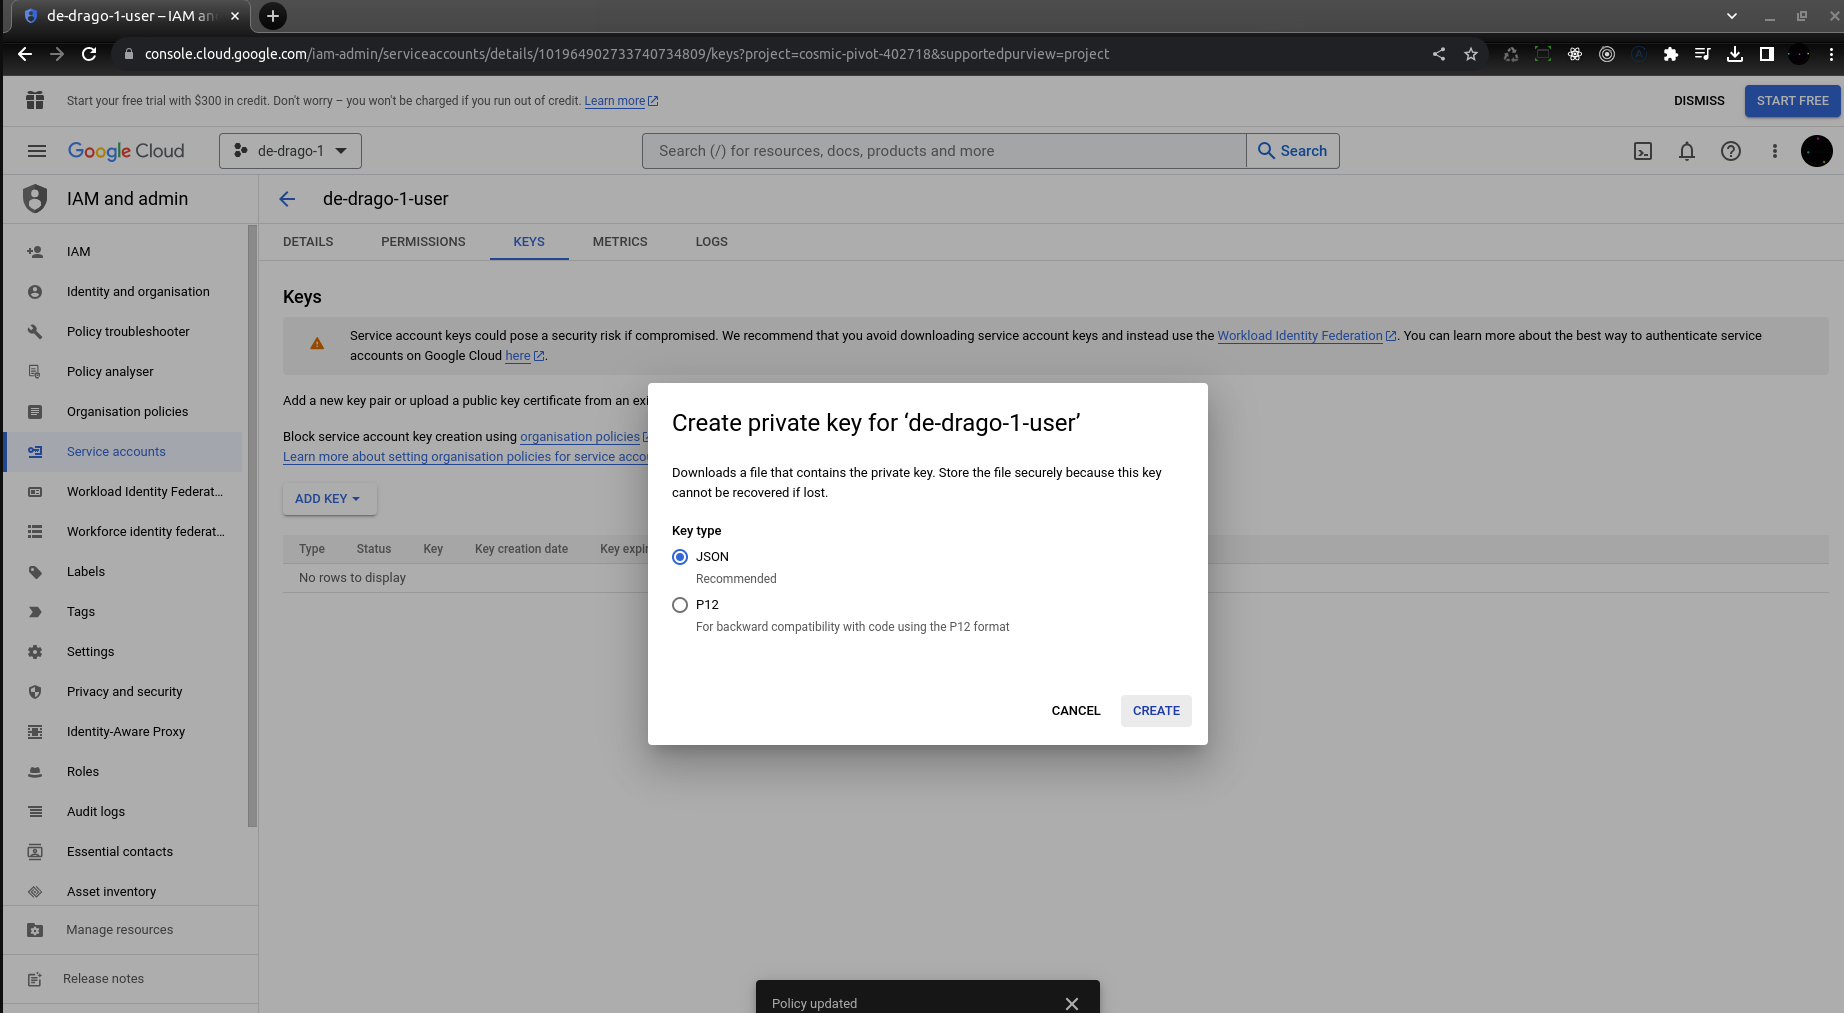 de-drago-1-user – IAM an
console.cloud.google.com/iam-admin/serviceaccounts/details/101964902733740734809/keys?project=cosmic-pivot-402718&supportedpurview=project
Start your free trial with $300 in credit. Don't worry – you won't be charged if you run out of credit. Learn more
DISMISS
START FREE
Google Cloud
de-drago-1
Search (/) for resources, docs, products and more
Search
IAM and admin
de-drago-1-user
DETAILS
PERMISSIONS
KEYS
METRICS
LOGS
IAM
Identity and organisation
Policy troubleshooter
Policy analyser
Organisation policies
Service accounts
Workload Identity Federat...
Workforce identity federat...
Labels
Tags
Settings
Privacy and security
Identity-Aware Proxy
Roles
Audit logs
Essential contacts
Asset inventory
Manage resources
Release notes
Keys
Service account keys could pose a security risk if compromised. We recommend that you avoid downloading service account keys and instead use the Workload Identity Federation. You can learn more about the best way to authenticate service
accounts on Google Cloud here.
Add a new key pair or upload a public key certificate from an exi
Block service account key creation using organisation policies
Learn more about setting organisation policies for service accou
ADD KEY
Type Status Key Key creation date Key expir
No rows to display
Create private key for ‘de-drago-1-user’
Downloads a file that contains the private key. Store the file securely because this key
cannot be recovered if lost.
Key type
JSON
Recommended
P12
For backward compatibility with code using the P12 format
CANCEL
CREATE
Policy updated